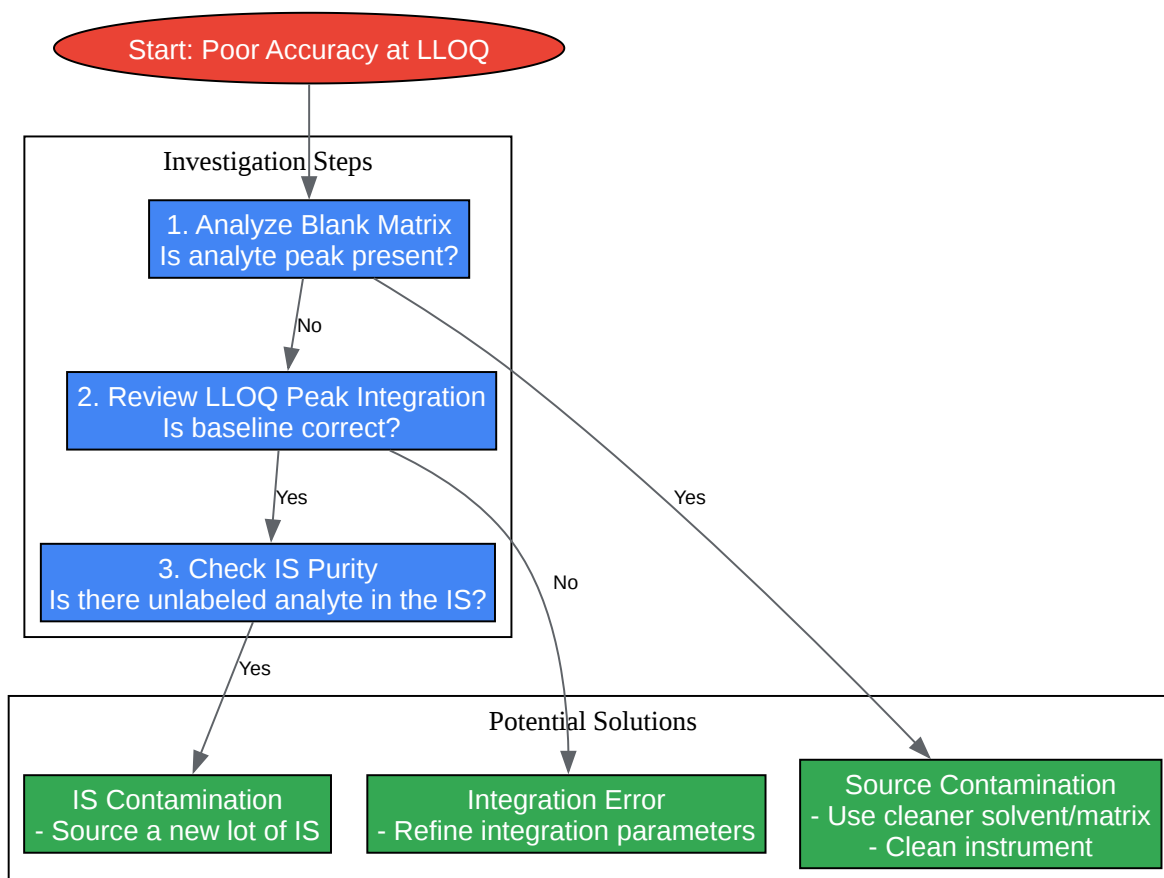 Start: Poor Accuracy at LLOQ
Investigation Steps
1. Analyze Blank Matrix
Is analyte peak present?
No
2. Review LLOQ Peak Integration
Is baseline correct?
Yes
Yes
3. Check IS Purity
Is there unlabeled analyte in the IS?
No
Yes
Potential Solutions
IS Contamination
- Source a new lot of IS
Integration Error
- Refine integration parameters
Source Contamination
- Use cleaner solvent/matrix
- Clean instrument